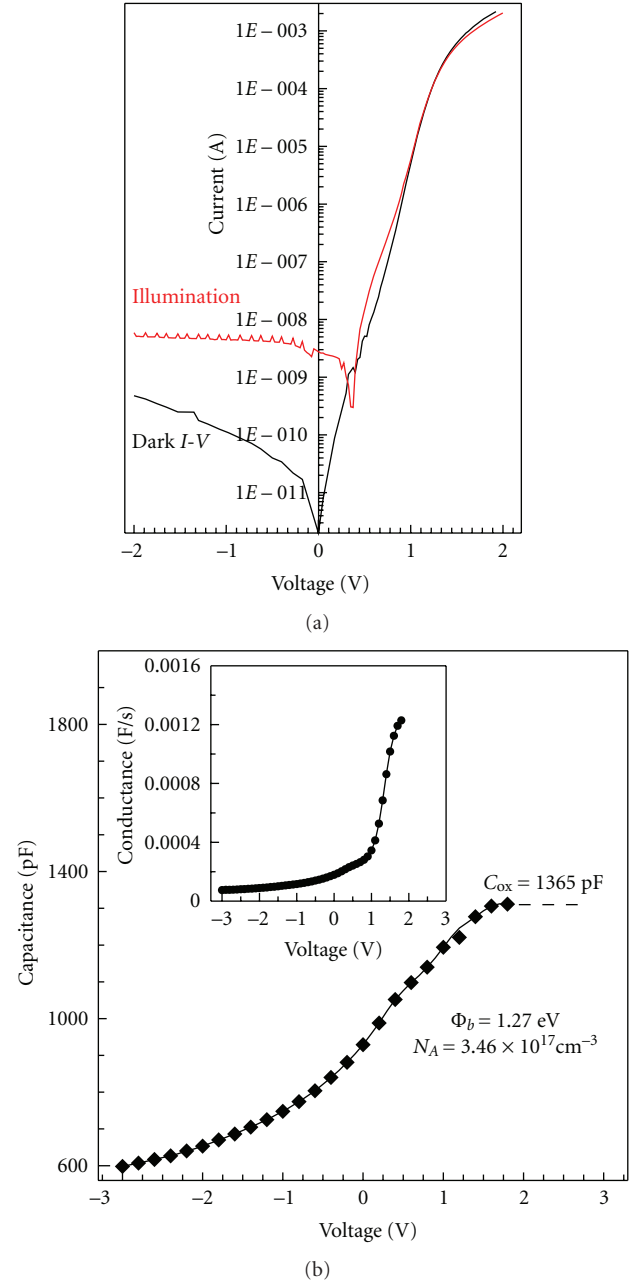 1E − 003
1E − 004
1E − 005
Current (A)
1E − 006
1E − 007
Illumination
1E − 008
1E − 009
Dark I-V
1E − 010
1E − 011
−2 −1 0 1 2
Voltage (V)
(a)
0.0016
0.0012
0.0008
0.0004
0
Conductance (F/s)
−3 −2 −1 0 1 2 3
Voltage (V)
1800
1400
1000
600
Capacitance (pF)
Cox = 1365 pF
Φb = 1.27 eV
NA = 3.46 × 10¹⁷cm⁻³
−3 −2 −1 0 1 2 3
Voltage (V)
(b)